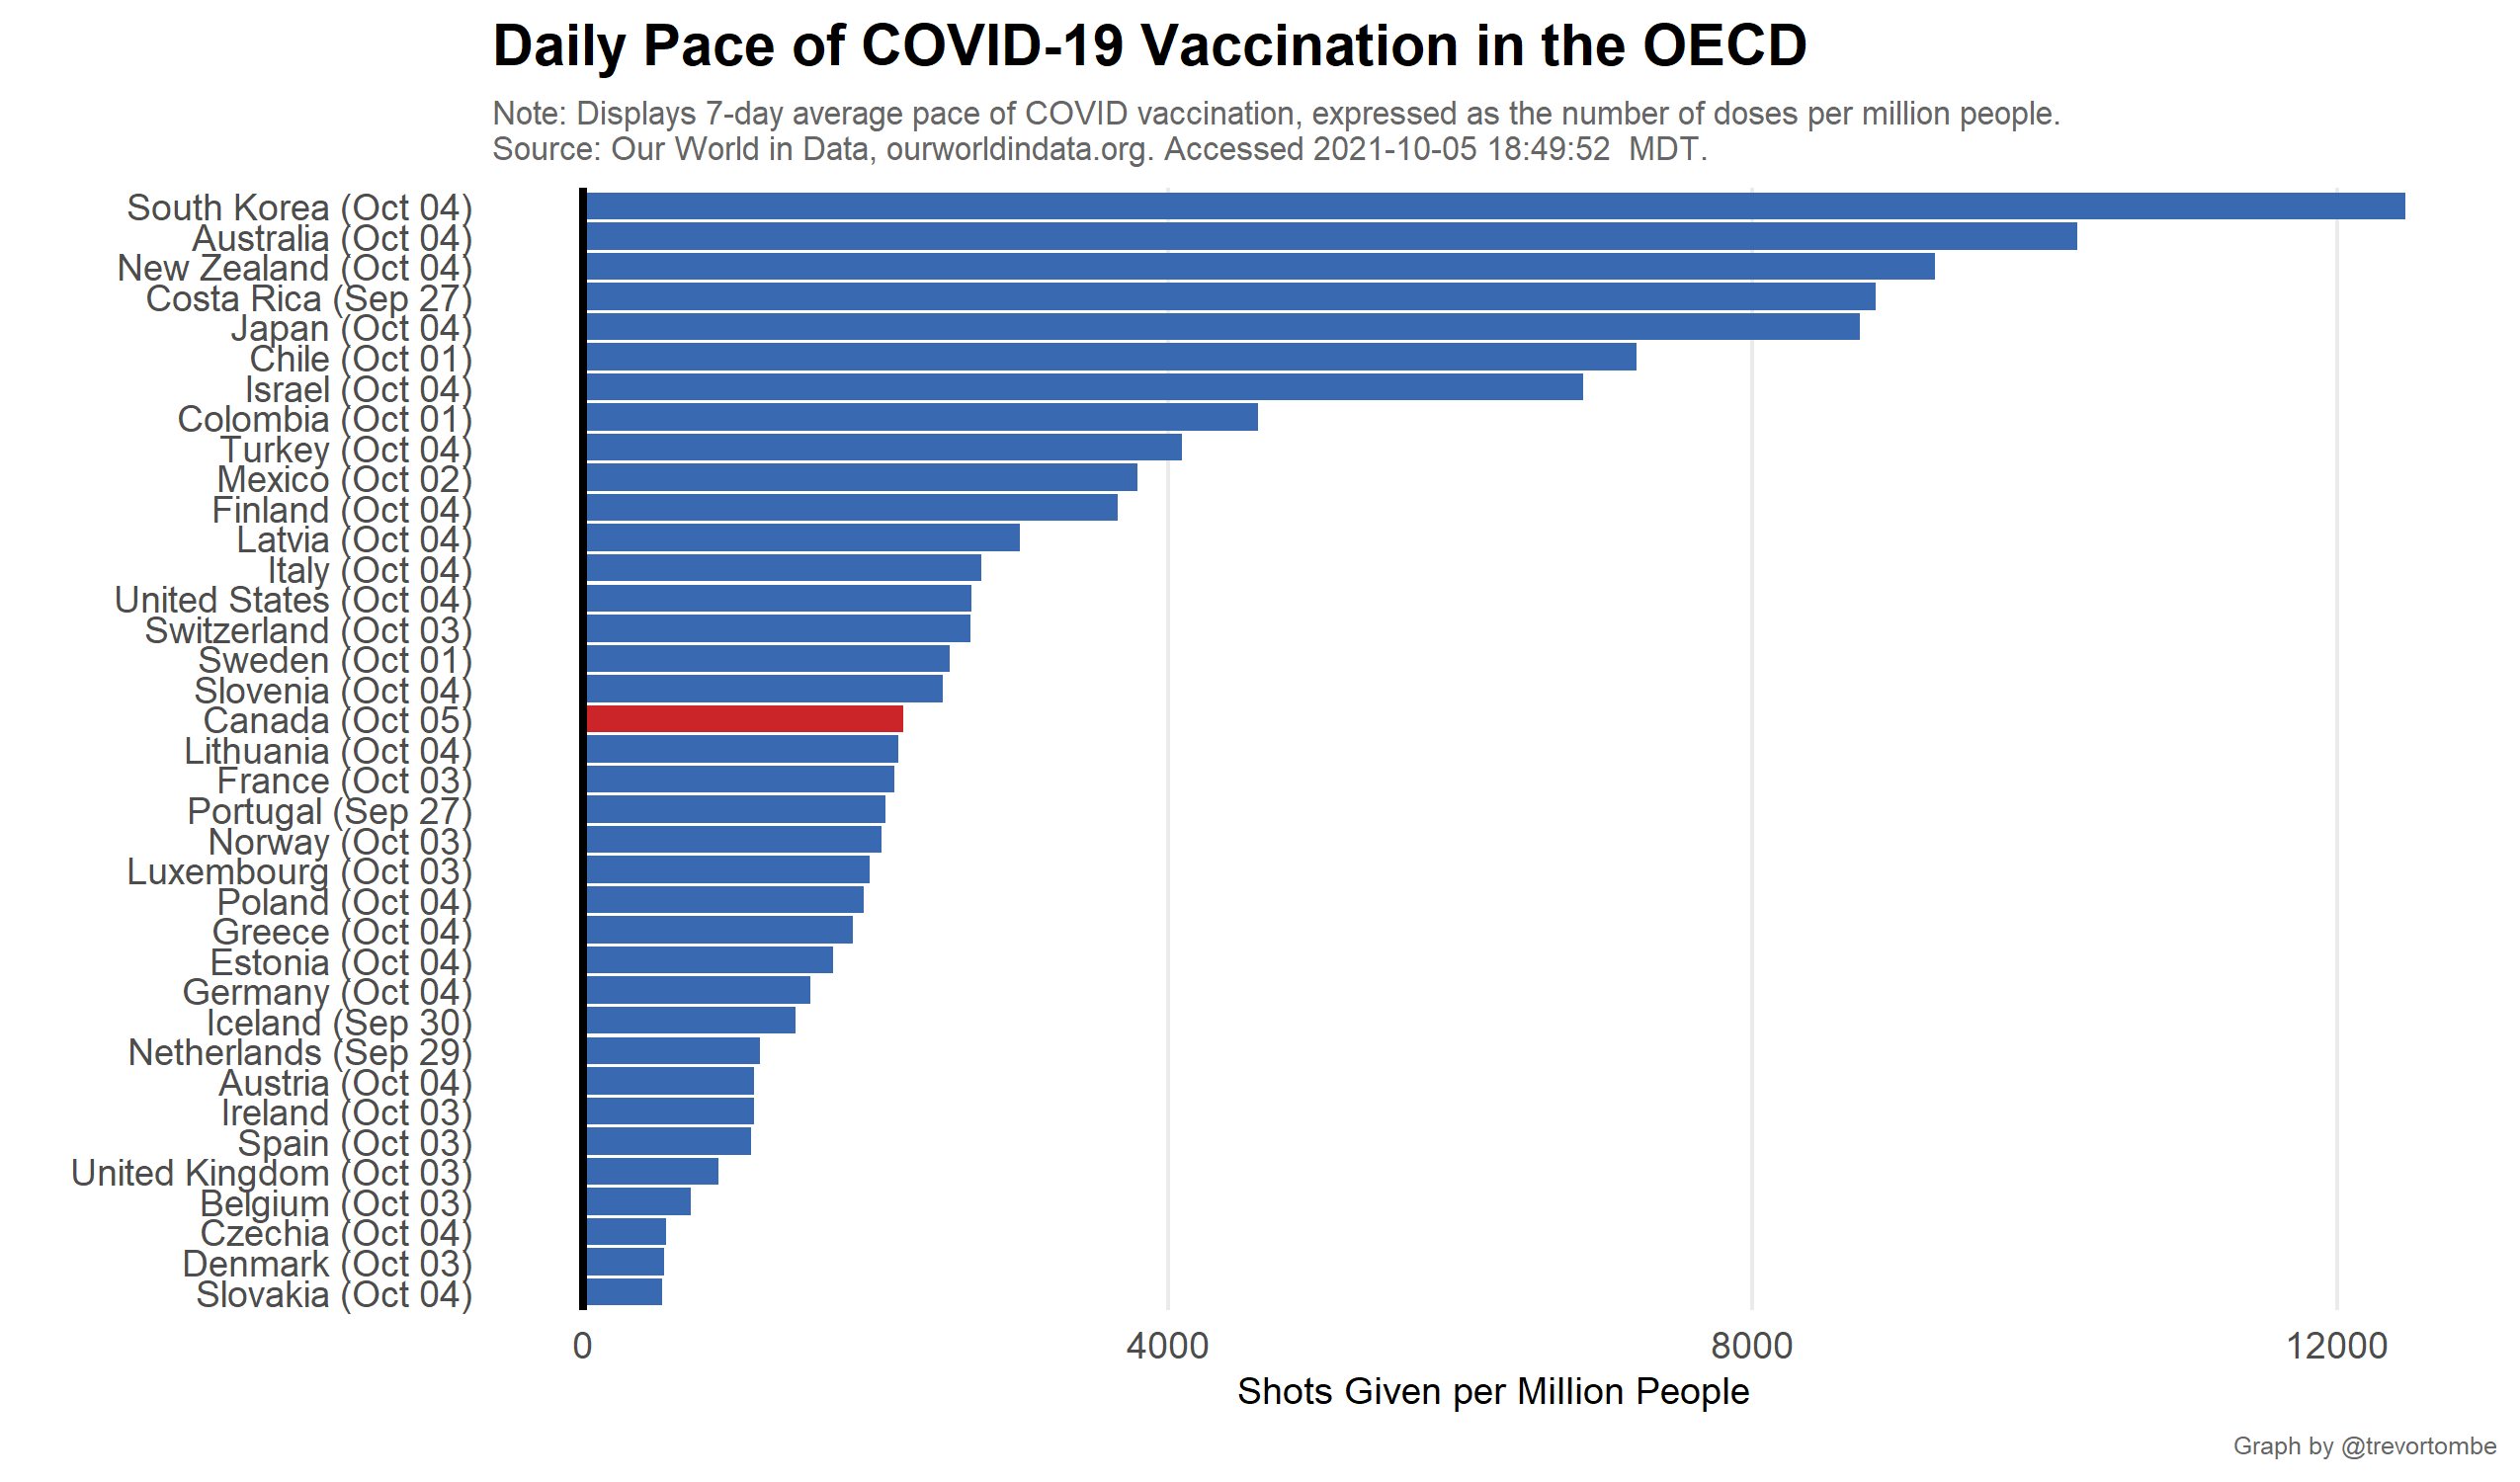 Daily Pace of COVID-19 Vaccination in the OECD
Note: Displays 7-day average pace of COVID vaccination, expressed as the number of doses per million people.
Source: Our World in Data, ourworldindata.org. Accessed 2021-10-05 18:49:52  MDT.
South Korea (Oct 04)
Australia (Oct 04)
New Zealand (Oct 04)
Costa Rica (Sep 27)
Japan (Oct 04)
Chile (Oct 01)
Israel (Oct 04)
Colombia (Oct 01)
Turkey (Oct 04)
Mexico (Oct 02)
Finland (Oct 04)
Latvia (Oct 04)
Italy (Oct 04)
United States (Oct 04)
Switzerland (Oct 03)
Sweden (Oct 01)
Slovenia (Oct 04)
Canada (Oct 05)
Lithuania (Oct 04)
France (Oct 03)
Portugal (Sep 27)
Norway (Oct 03)
Luxembourg (Oct 03)
Poland (Oct 04)
Greece (Oct 04)
Estonia (Oct 04)
Germany (Oct 04)
Iceland (Sep 30)
Netherlands (Sep 29)
Austria (Oct 04)
Ireland (Oct 03)
Spain (Oct 03)
United Kingdom (Oct 03)
Belgium (Oct 03)
Czechia (Oct 04)
Denmark (Oct 03)
Slovakia (Oct 04)
0 4000 8000 12000
Shots Given per Million People
Graph by @trevortombe